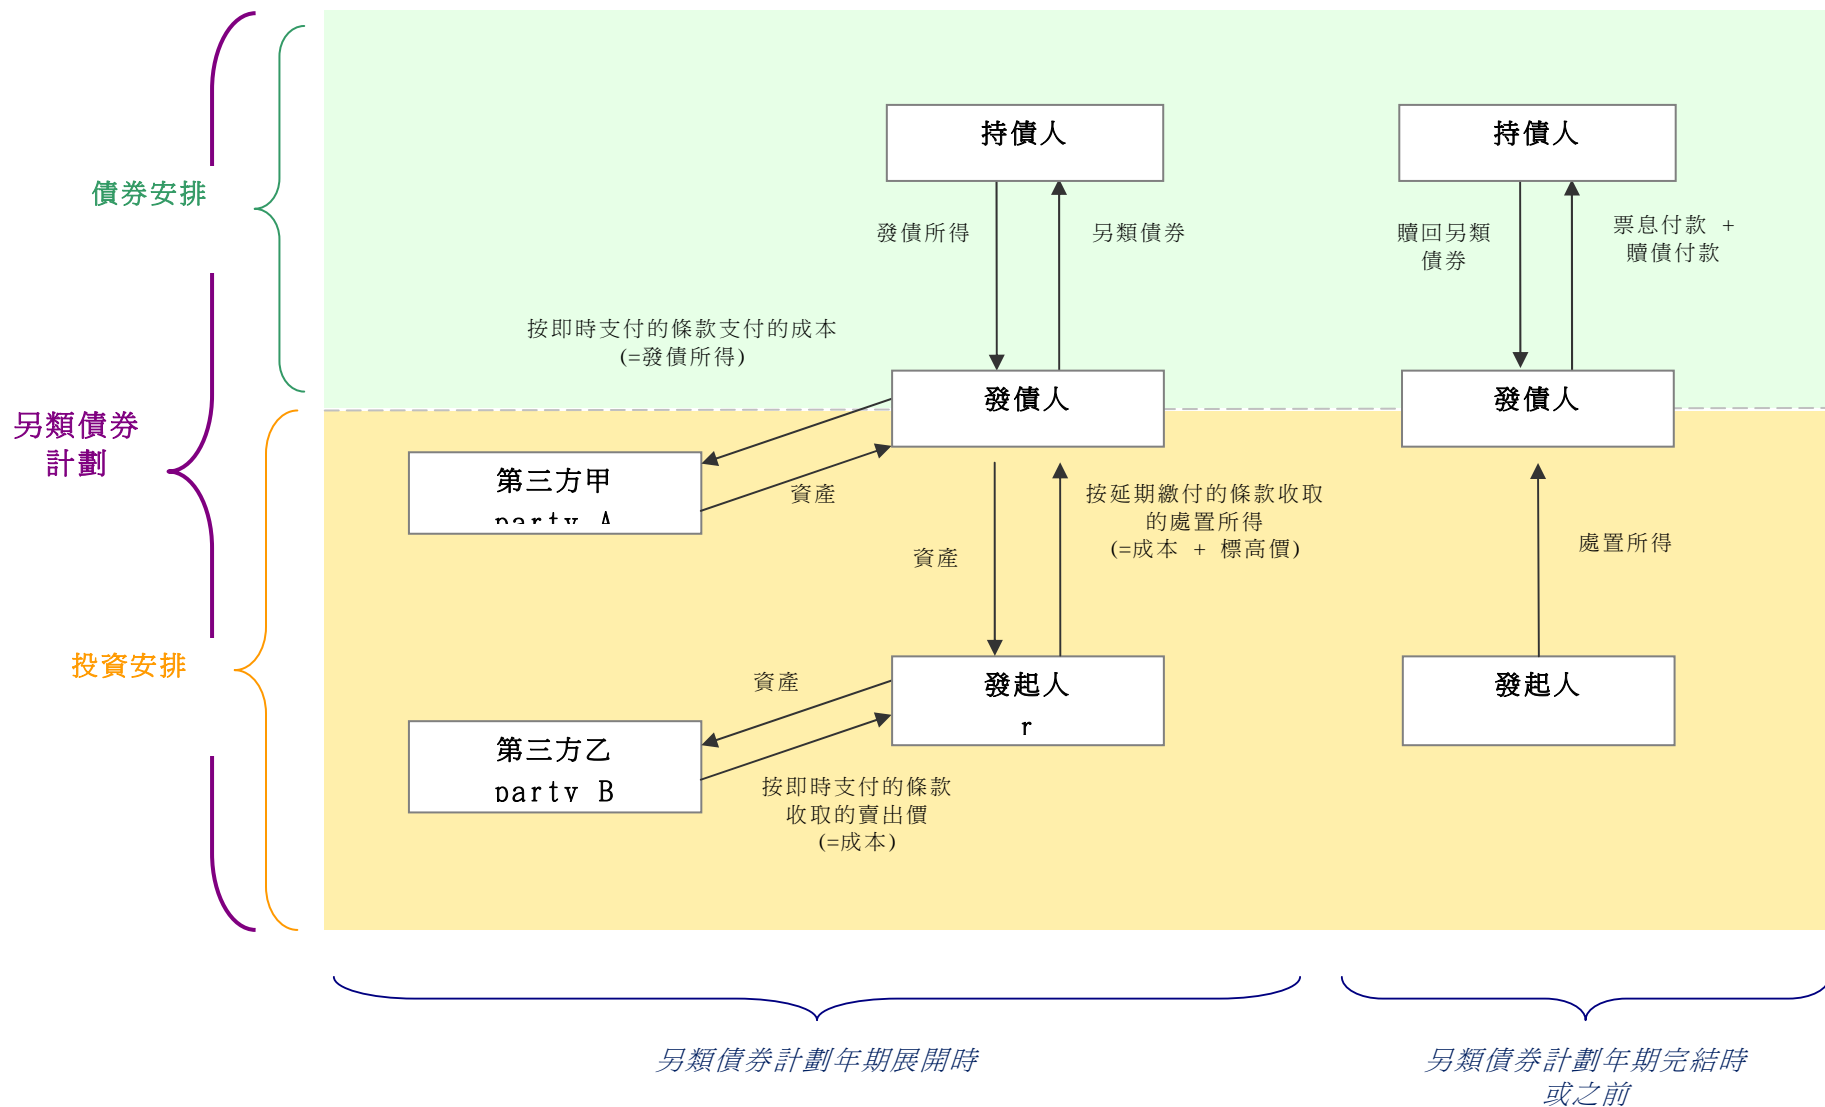 持債人
持債人
債券安排
發債所得
另類債券
贖回另類
債券
票息付款 +
贖債付款
按即時支付的條款支付的成本
(=發債所得)
發債人
發債人
另類債券
計劃
第三方甲
party A
資產
資產
按延期繳付的條款收取
的處置所得
(=成本 + 標高價)
處置所得
投資安排
資產
發起人
r
發起人
第三方乙
party B
按即時支付的條款
收取的賣出價
(=成本)
另類債券計劃年期展開時
另類債券計劃年期完結時
或之前